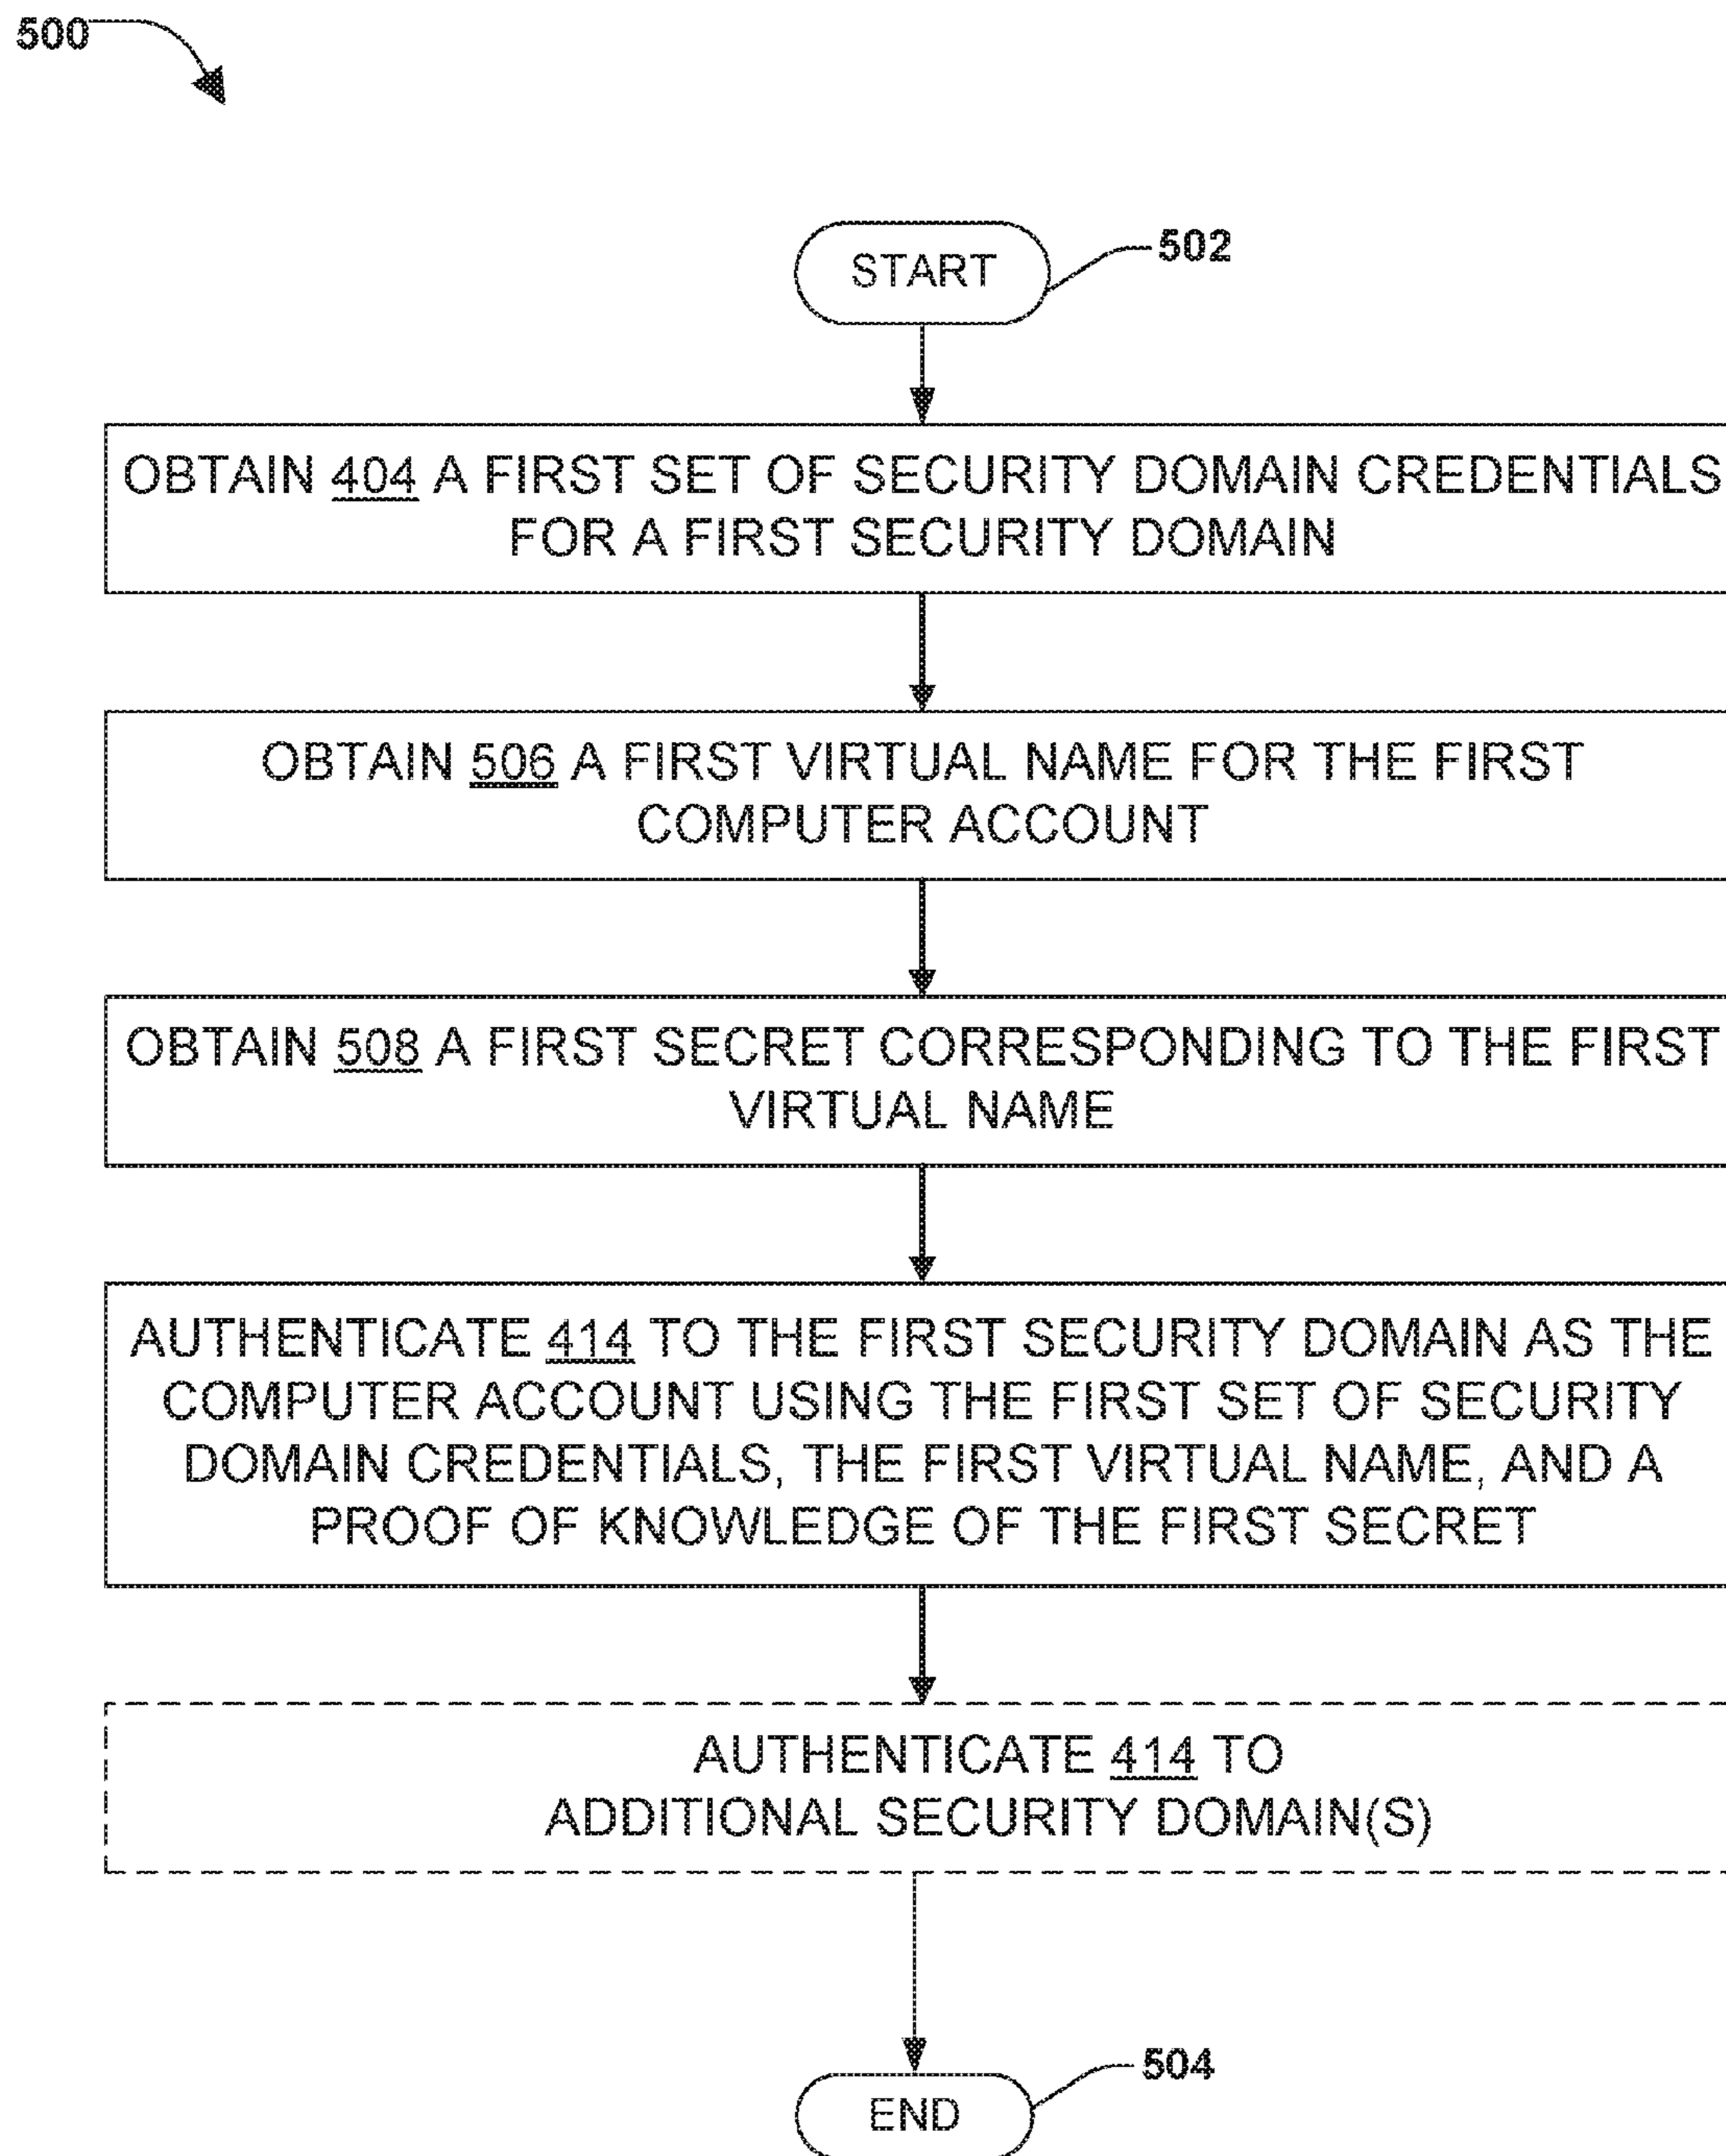 500
START
502
OBTAIN 404 A FIRST SET OF SECURITY DOMAIN CREDENTIALS
FOR A FIRST SECURITY DOMAIN
OBTAIN 506 A FIRST VIRTUAL NAME FOR THE FIRST
COMPUTER ACCOUNT
OBTAIN 508 A FIRST SECRET CORRESPONDING TO THE FIRST
VIRTUAL NAME
AUTHENTICATE 414 TO THE FIRST SECURITY DOMAIN AS THE
COMPUTER ACCOUNT USING THE FIRST SET OF SECURITY
DOMAIN CREDENTIALS, THE FIRST VIRTUAL NAME, AND A
PROOF OF KNOWLEDGE OF THE FIRST SECRET
AUTHENTICATE 414 TO
ADDITIONAL SECURITY DOMAIN(S)
504
END